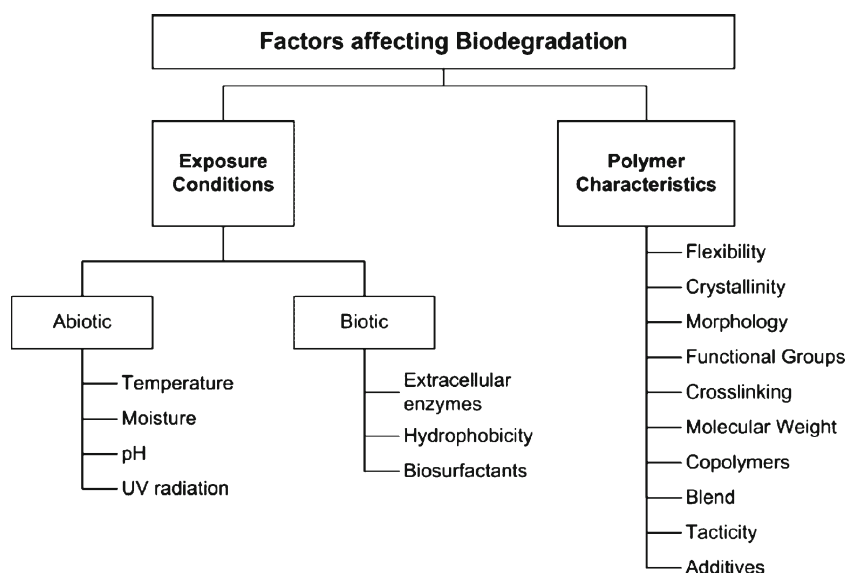 Factors affecting Biodegradation
Exposure
Conditions
Polymer
Characteristics
Abiotic
Biotic
Temperature
Moisture
pH
UV radiation
Extracellular
enzymes
Hydrophobicity
Biosurfactants
Flexibility
Crystallinity
Morphology
Functional Groups
Crosslinking
Molecular Weight
Copolymers
Blend
Tacticity
Additives